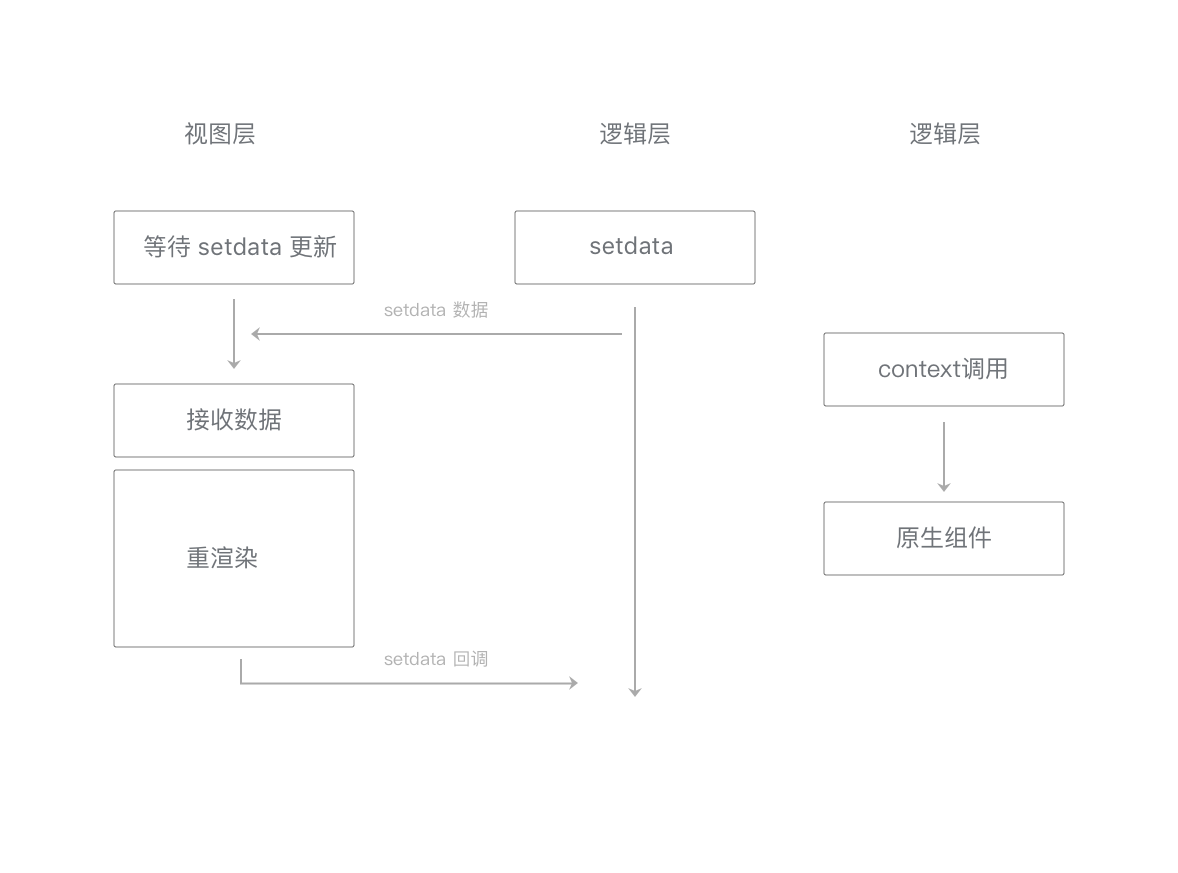 视图层
逻辑层
逻辑层
等待 setdata 更新
setdata
setdata 数据
context调用
接收数据
原生组件
重渲染
setdata 回调